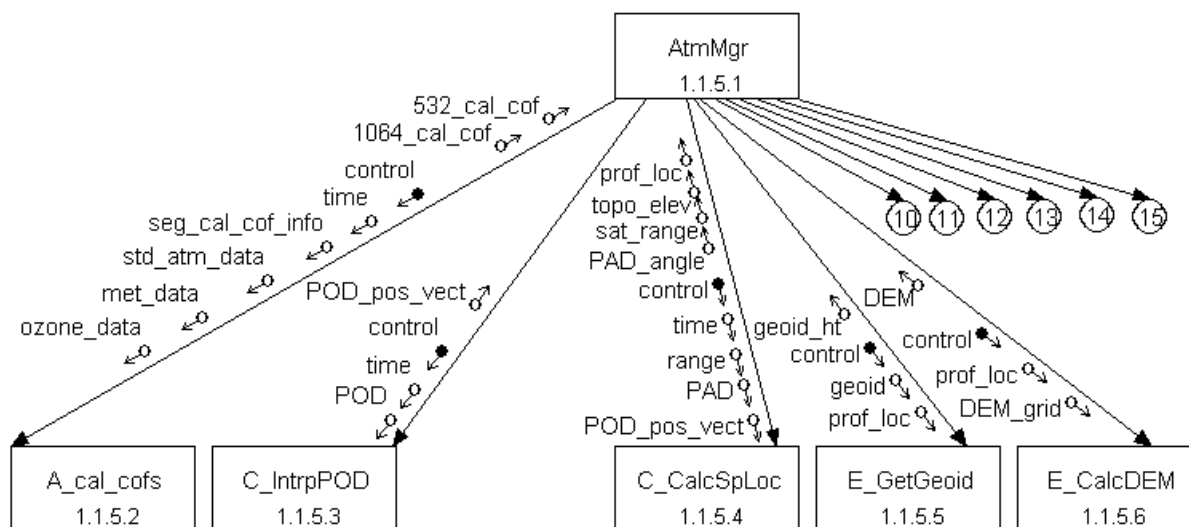 AtmMgr
1.1.5.1
532_cal_cof
1064_cal_cof
control
time
seg_cal_cof_info
std_atm_data
met_data
ozone_data
POD_pos_vect
control
time
POD
prof_loc
topo_elev
sat_range
PAD_angle
control
time
range
PAD
POD_pos_vect
geoid_ht
control
geoid
prof_loc
DEM
control
prof_loc
DEM_grid
10 11 12 13 14 15
A_cal_cofs
1.1.5.2
C_IntrpPOD
1.1.5.3
C_CalcSpLoc
1.1.5.4
E_GetGeoid
1.1.5.5
E_CalcDEM
1.1.5.6